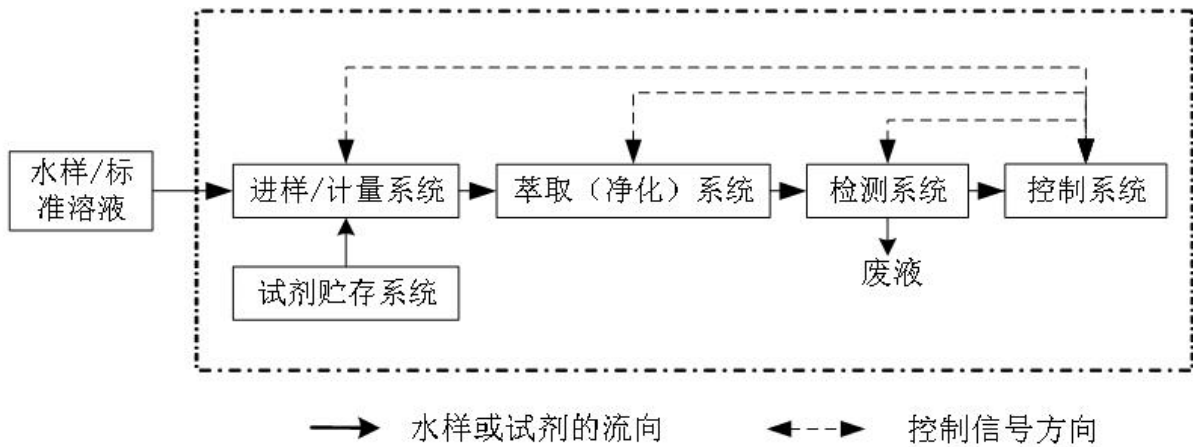 水样/标
准溶液
进样/计量系统
萃取（净化）系统
检测系统
控制系统
试剂贮存系统
废液
水样或试剂的流向
控制信号方向